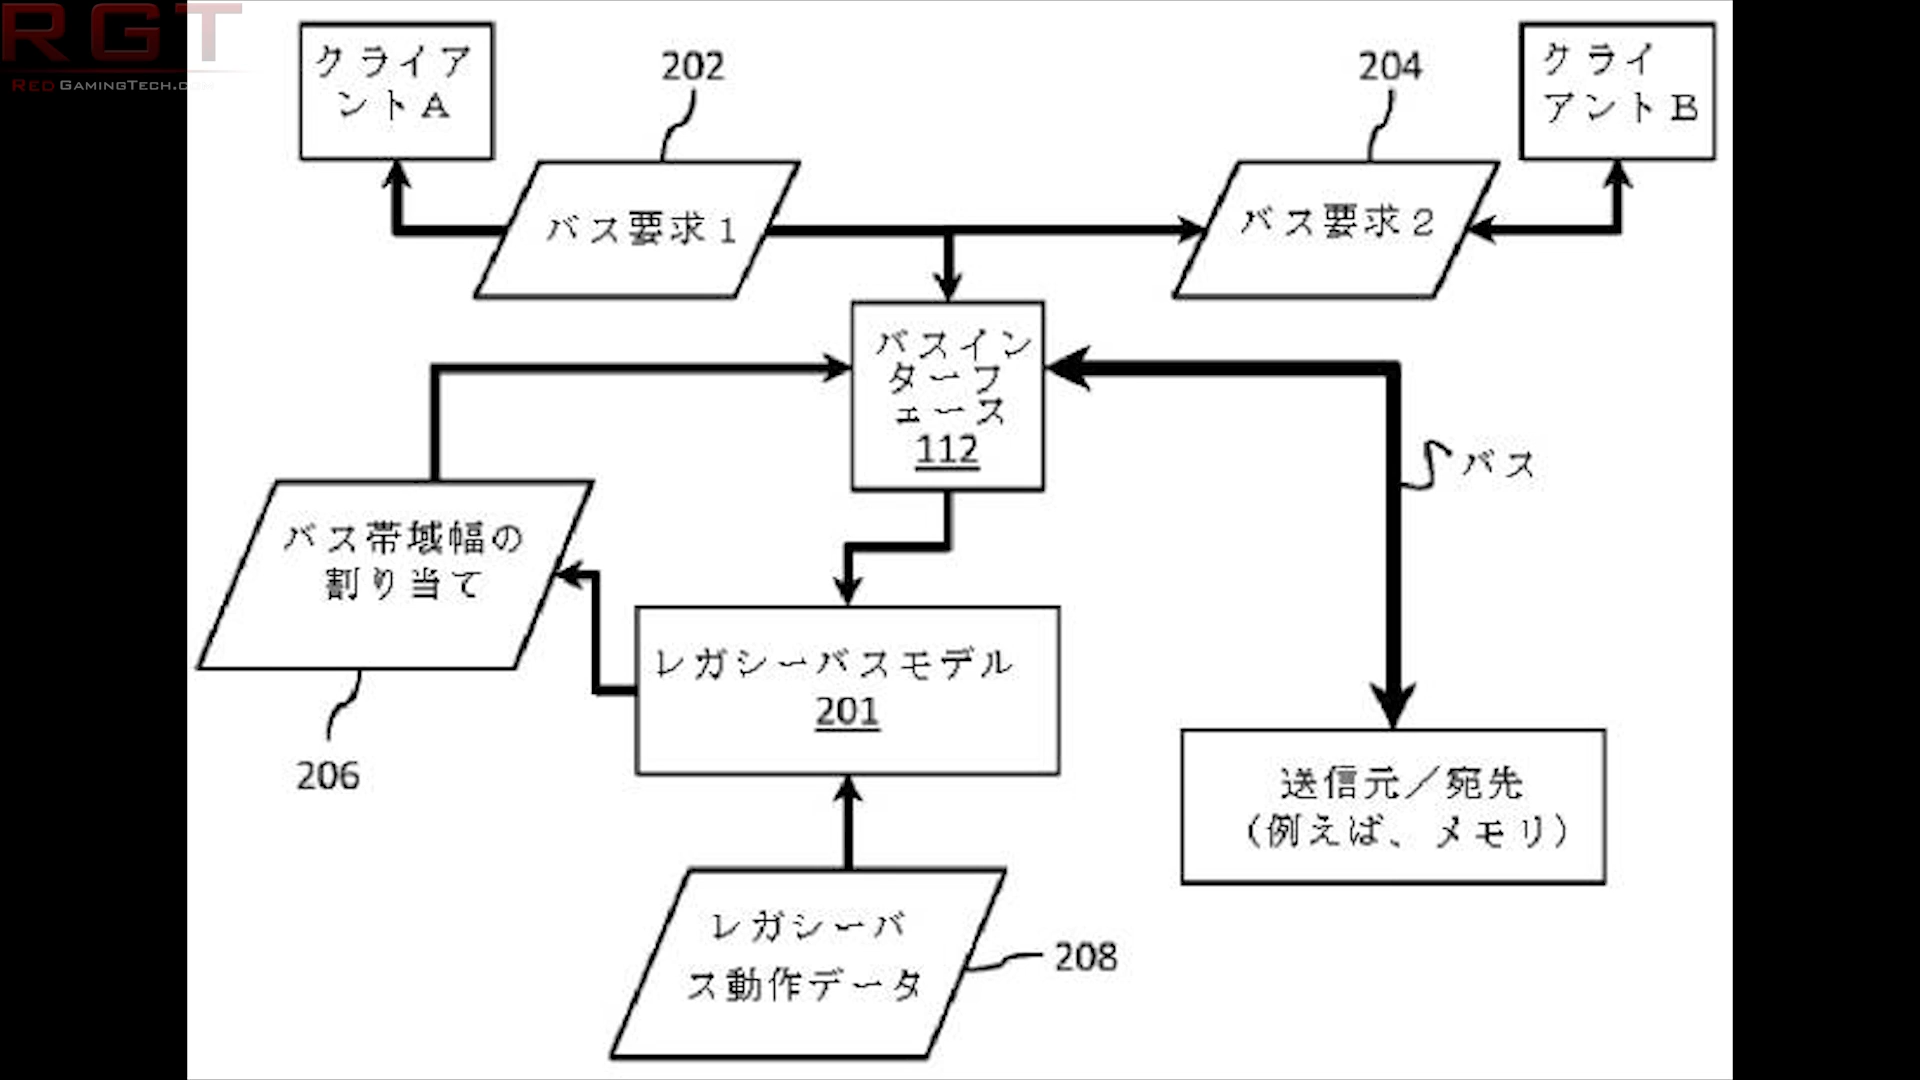 RGT
REDGAMINGTECH.COM
クライア
ントA
202
204
クライ
アントB
バス要求1
バス要求2
バスイン
ターフ
ェース
112
バス
バス帯域幅の
割り当て
レガシーバスモデル
201
206
送信元/宛先
(例えば、メモリ)
レガシーバ
ス動作データ
208